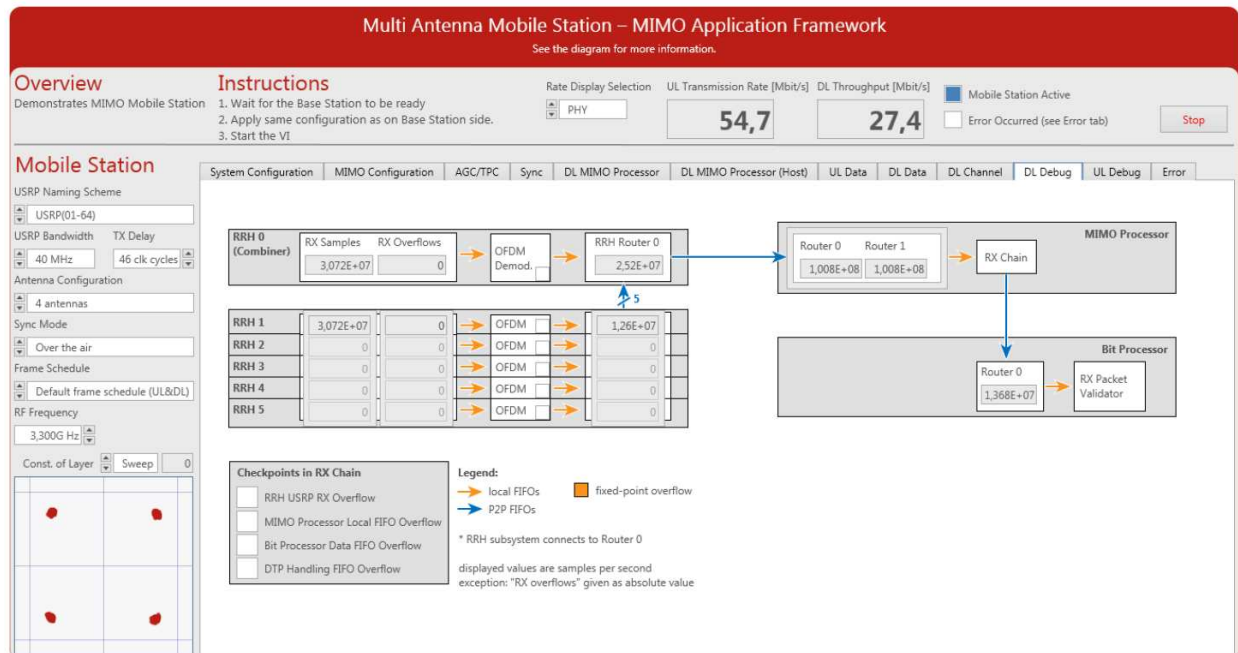 Multi Antenna Mobile Station – MIMO Application Framework
See the diagram for more information.
Overview
Demonstrates MIMO Mobile Station
Instructions
1. Wait for the Base Station to be ready
2. Apply same configuration as on Base Station side.
3. Start the VI
Rate Display Selection
PHY
UL Transmission Rate [Mbit/s]
54,7
DL Throughput [Mbit/s]
27,4
Mobile Station Active
Error Occurred (see Error tab)
Stop
Mobile Station
USRP Naming Scheme
USRP(01-64)
USRP Bandwidth TX Delay
40 MHz 46 clk cycles
Antenna Configuration
4 antennas
Sync Mode
Over the air
Frame Schedule
Default frame schedule (UL&DL)
RF Frequency
3,300G Hz
Const. of Layer Sweep 0
System Configuration MIMO Configuration AGC/TPC Sync DL MIMO Processor DL MIMO Processor (Host) UL Data DL Data DL Channel DL Debug UL Debug Error
RRH 0
(Combiner)
RX Samples RX Overflows
3,072E+07 0
OFDM
Demod.
RRH Router 0
2,52E+07
5
RRH 1 3,072E+07 0 OFDM 1,26E+07
RRH 2 0 0 OFDM 0
RRH 3 0 0 OFDM 0
RRH 4 0 0 OFDM 0
RRH 5 0 0 OFDM 0
MIMO Processor
Router 0 Router 1
1,008E+08 1,008E+08
RX Chain
Bit Processor
Router 0
1,368E+07
RX Packet
Validator
Checkpoints in RX Chain
RRH USRP RX Overflow
MIMO Processor Local FIFO Overflow
Bit Processor Data FIFO Overflow
DTP Handling FIFO Overflow
Legend:
local FIFOs fixed-point overflow
P2P FIFOs
* RRH subsystem connects to Router 0
displayed values are samples per second
exception: "RX overflows" given as absolute value